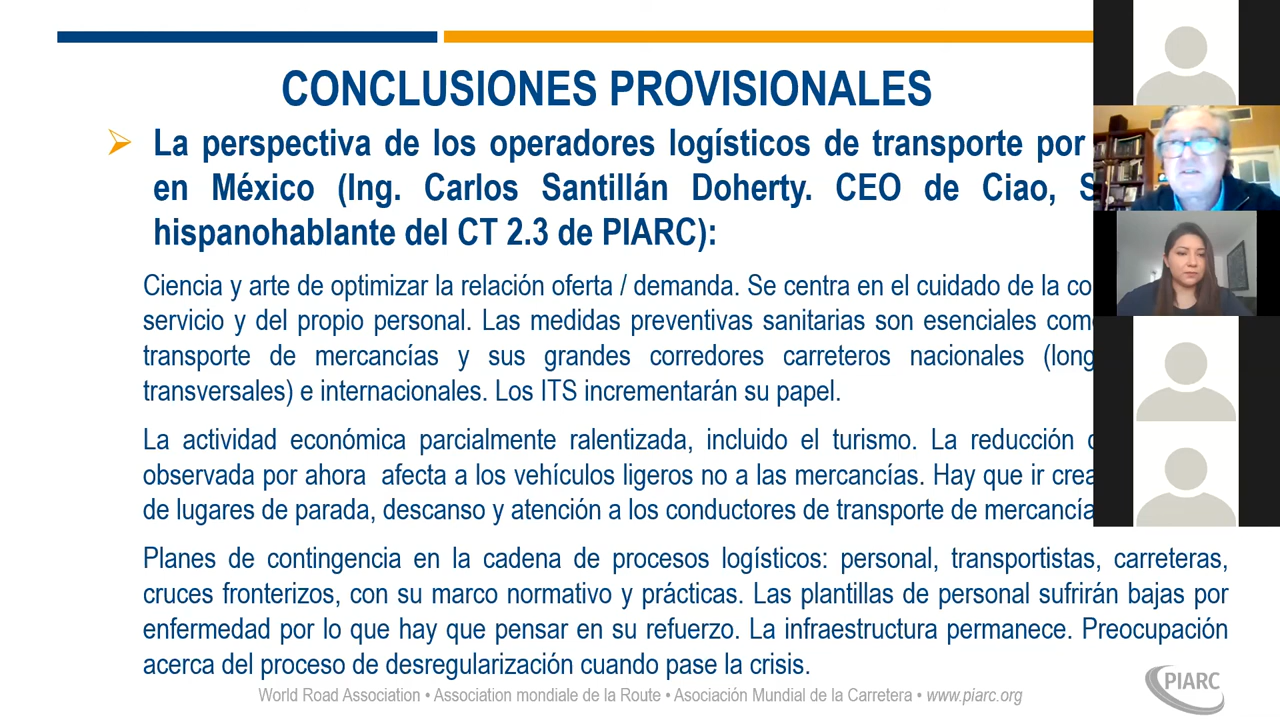 CONCLUSIONES PROVISIONALES
La perspectiva de los operadores logísticos de transporte por
en México (Ing. Carlos Santillán Doherty. CEO de Ciao,
hispanohablante del CT 2.3 de PIARC):
Ciencia y arte de optimizar la relación oferta / demanda. Se centra en el cuidado de la
servicio y del propio personal. Las medidas preventivas sanitarias son esenciales
transporte de mercancías y sus grandes corredores carreteros nacionales
transversales) e internacionales. Los ITS incrementarán su papel.
La actividad económica parcialmente ralentizada, incluido el turismo. La reducción
observada por ahora afecta a los vehículos ligeros no a las mercancías. Hay que ir
de lugares de parada, descanso y atención a los conductores de transporte de
Planes de contingencia en la cadena de procesos logísticos: personal, transportistas, carreteras,
cruces fronterizos, con su marco normativo y prácticas. Las plantillas de personal sufrirán bajas por
enfermedad por lo que hay que pensar en su refuerzo. La infraestructura permanece. Preocupación
acerca del proceso de desregularización cuando pase la crisis.
World Road Association • Association mondiale de la Route • Asociación Mundial de la Carretera • www.piarc.org
PIARC